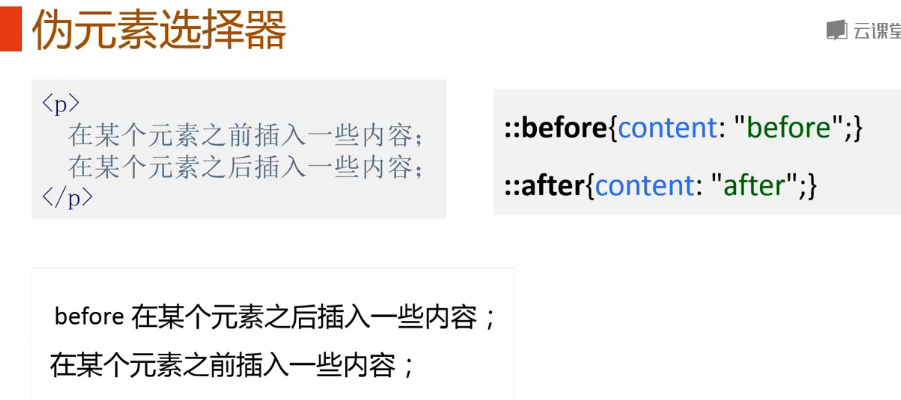 伪元素选择器
云课堂
<p>
在某个元素之前插入一些内容;
在某个元素之后插入一些内容;
</p>
::before{content: "before";}
::after{content: "after";}
before 在某个元素之后插入一些内容；
在某个元素之前插入一些内容；